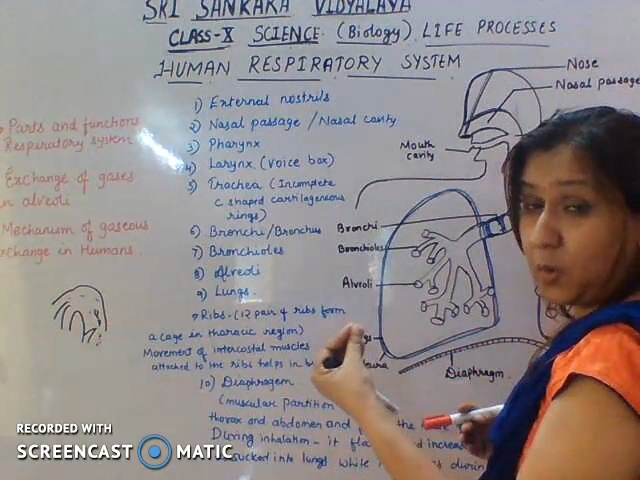 SRI SANKARA VIDYALAYA
CLASS-X SCIENCE (Biology) LIFE PROCESSES
HUMAN RESPIRATORY SYSTEM
Parts and functions
Respiratory system
Exchange of gases
in alveoli
Mechanism of gaseous
exchange in Humans.
1) External nostrils
2) Nasal passage / Nasal cavity
3) Pharynx
4) Larynx (voice box)
5) Trachea (Incomplete
c shaped cartilageneous
rings)
6) Bronchi/Bronchus
7) Bronchioles
8) Alveoli
9) Lungs.
Ribs-(12 pair of ribs form
a cage in thoracic region)
Movement of intercostal muscles
attached to the ribs helps in
10) Diaphragem
(muscular partition
thorax and abdomen and the
During inhalation - it
sucked into lungs
Nose
Nasal passage
Mouth
cavity
Bronchi
Bronchioles
Alveoli
Diaphragm
RECORDED WITH
SCREENCAST MATIC